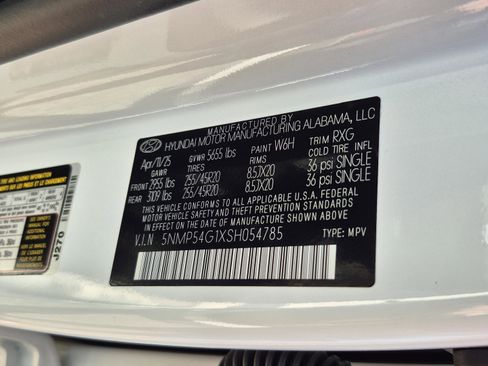 MANUFACTURED BY
HYUNDAI MOTOR MANUFACTURING ALABAMA, LLC
Apr/11/25 GVWR 5655 lbs PAINT W6H TRIM RXG
GAWR TIRES RIMS COLD TIRE INFL
FRONT 2955 lbs 255/45R20 8.5JX20 36 psi SINGLE
REAR 3109 lbs 255/45R20 8.5JX20 36 psi SINGLE
THIS VEHICLE CONFORMS TO ALL APPLICABLE U.S.A. FEDERAL
MOTOR VEHICLE SAFETY AND THEFT PREVENTION STANDARDS
IN EFFECT ON THE DATE OF MANUFACTURE SHOWN ABOVE
V.I.N 5NMP54G1XSH054785 TYPE: MPV
J270